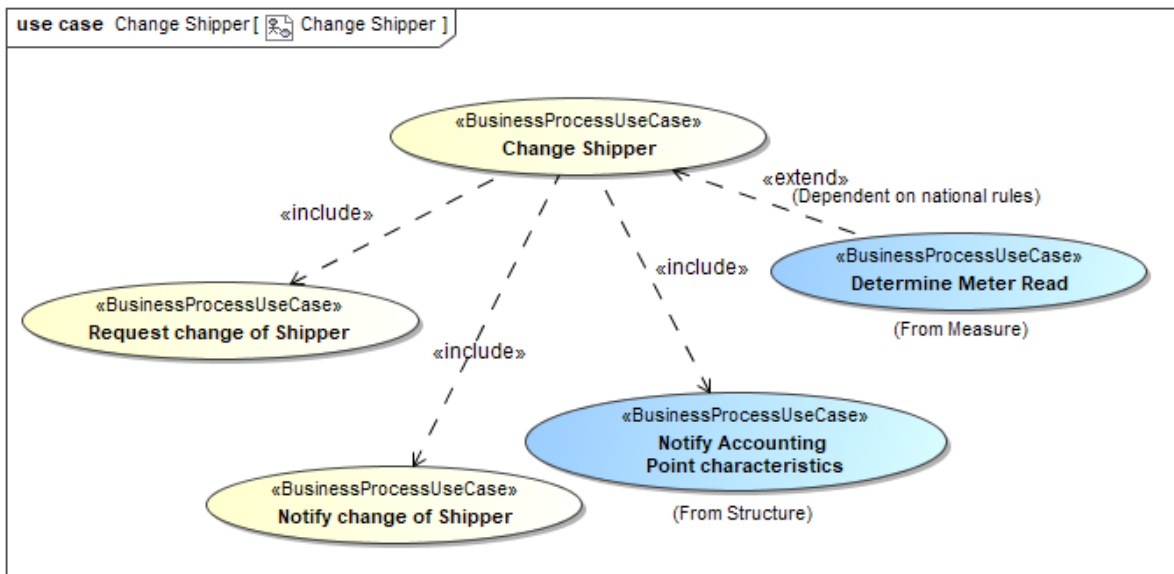 use case Change Shipper [ Change Shipper ]
«BusinessProcessUseCase»
Change Shipper
«extend»
(Dependent on national rules)
«include»
«BusinessProcessUseCase»
Determine Meter Read
(From Measure)
«include»
«BusinessProcessUseCase»
Request change of Shipper
«include»
«BusinessProcessUseCase»
Notify Accounting
Point characteristics
(From Structure)
«BusinessProcessUseCase»
Notify change of Shipper